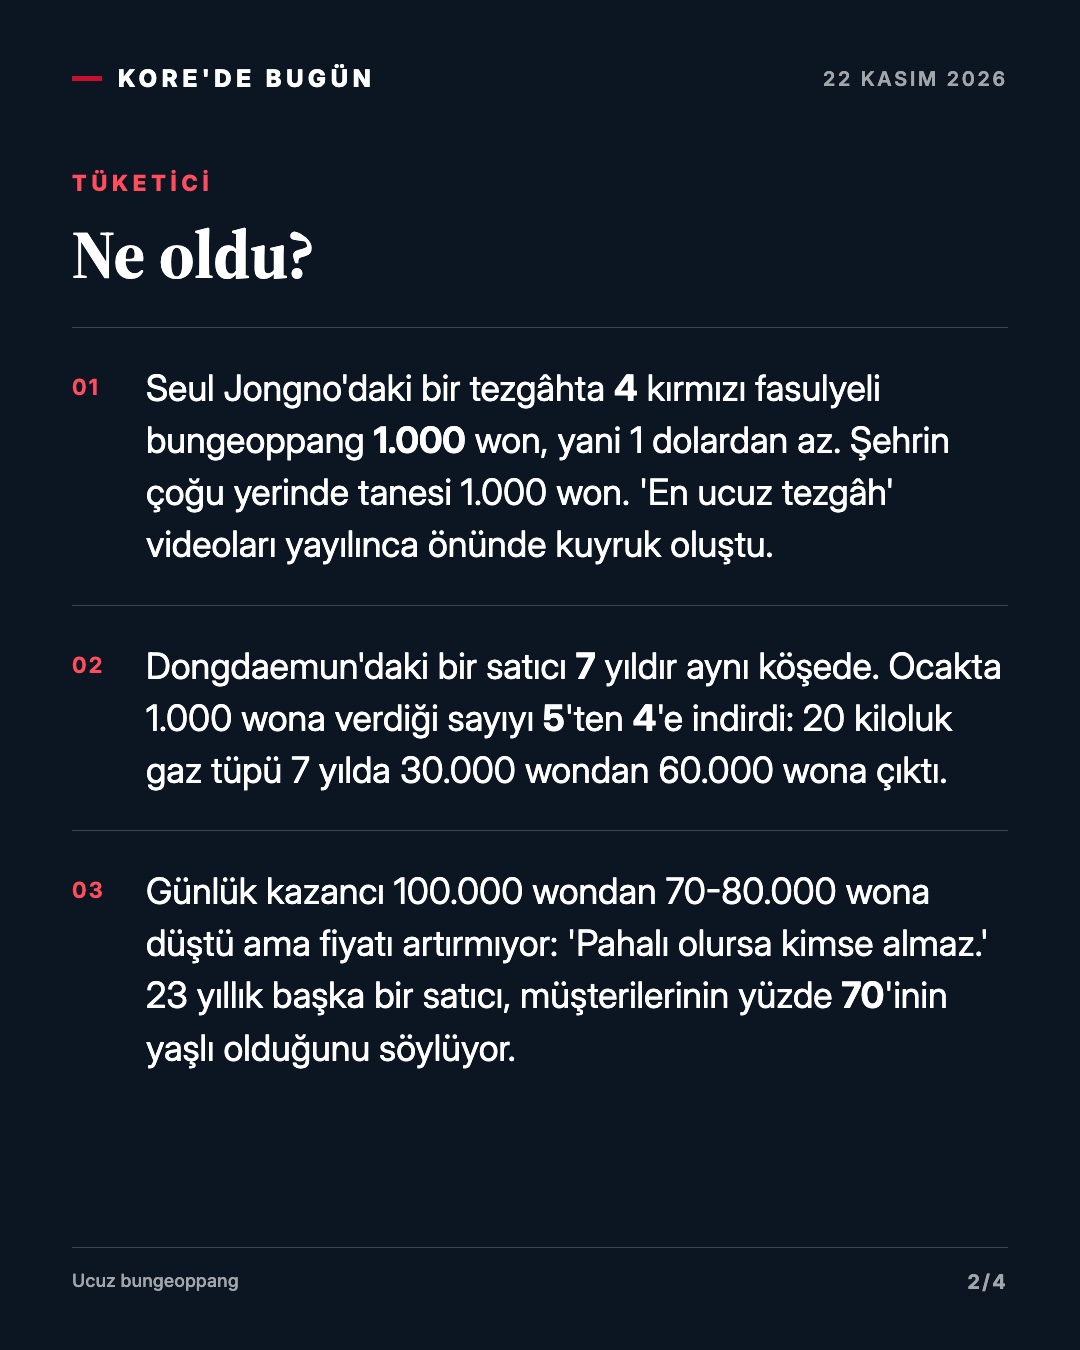 KORE'DE BUGÜN
22 KASIM 2026
TÜKETİCİ
Ne oldu?
01
Seul Jongno'daki bir tezgâhta 4 kırmızı fasulyeli
bungeoppang 1.000 won, yani 1 dolardan az. Şehrin
çoğu yerinde tanesi 1.000 won. 'En ucuz tezgâh'
videoları yayılınca önünde kuyruk oluştu.
02
Dongdaemun'daki bir satıcı 7 yıldır aynı köşede. Ocakta
1.000 wona verdiği sayıyı 5'ten 4'e indirdi: 20 kiloluk
gaz tüpü 7 yılda 30.000 wondan 60.000 wona çıktı.
03
Günlük kazancı 100.000 wondan 70-80.000 wona
düştü ama fiyatı artırmıyor: 'Pahalı olursa kimse almaz.'
23 yıllık başka bir satıcı, müşterilerinin yüzde 70'inin
yaşlı olduğunu söylüyor.
Ucuz bungeoppang
2/4